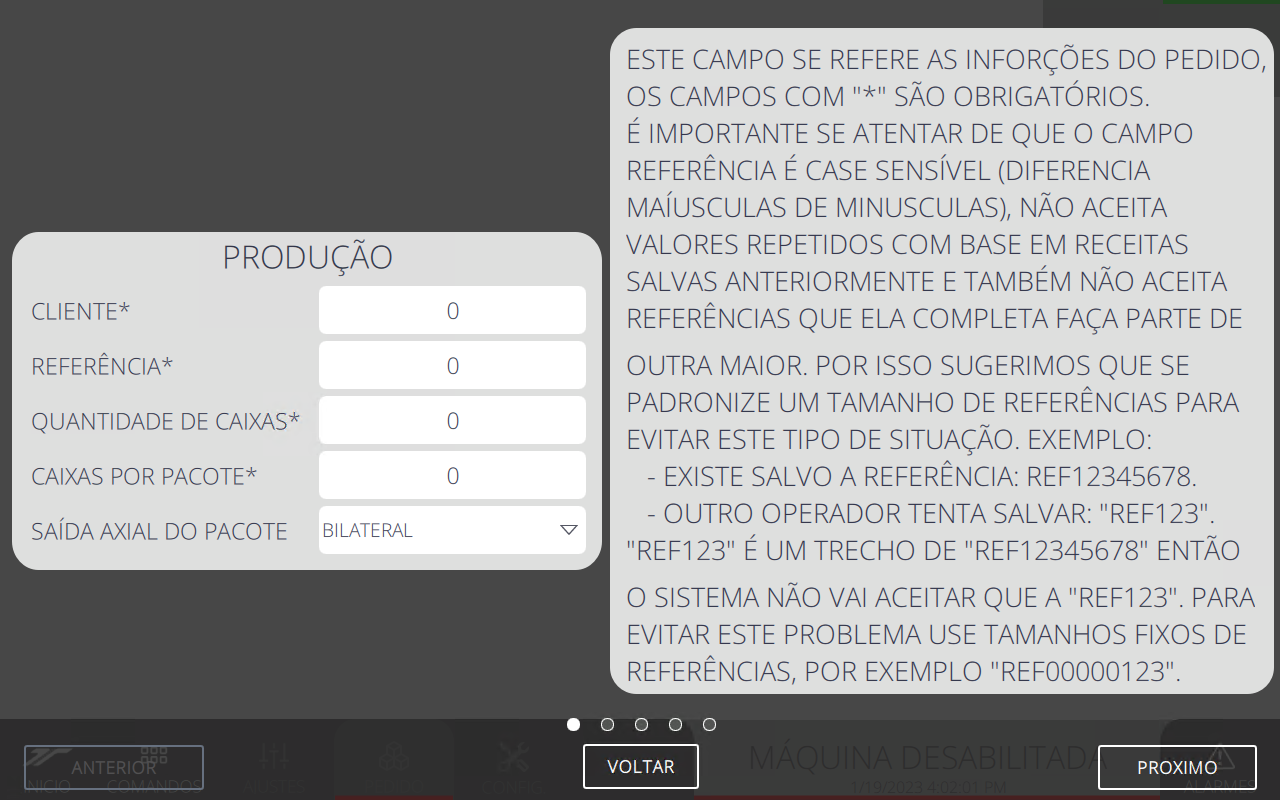 PRODUÇÃO
CLIENTE*
0
REFERÊNCIA*
0
QUANTIDADE DE CAIXAS*
0
CAIXAS POR PACOTE*
0
SAÍDA AXIAL DO PACOTE
BILATERAL
ESTE CAMPO SE REFERE AS INFORÇÕES DO PEDIDO,
OS CAMPOS COM "*" SÃO OBRIGATÓRIOS.
É IMPORTANTE SE ATENTAR DE QUE O CAMPO
REFERÊNCIA É CASE SENSÍVEL (DIFERENCIA
MAÍUSCULAS DE MINUSCULAS), NÃO ACEITA
VALORES REPETIDOS COM BASE EM RECEITAS
SALVAS ANTERIORMENTE E TAMBÉM NÃO ACEITA
REFERÊNCIAS QUE ELA COMPLETA FAÇA PARTE DE
OUTRA MAIOR. POR ISSO SUGERIMOS QUE SE
PADRONIZE UM TAMANHO DE REFERÊNCIAS PARA
EVITAR ESTE TIPO DE SITUAÇÃO. EXEMPLO:
- EXISTE SALVO A REFERÊNCIA: REF12345678.
- OUTRO OPERADOR TENTA SALVAR: "REF123".
"REF123" É UM TRECHO DE "REF12345678" ENTÃO
O SISTEMA NÃO VAI ACEITAR QUE A "REF123". PARA
EVITAR ESTE PROBLEMA USE TAMANHOS FIXOS DE
REFERÊNCIAS, POR EXEMPLO "REF00000123".
ANTERIOR
VOLTAR
PROXIMO
INICIO
COMANDOS
AJUSTES
CONFIG
MÁQUINA DESABILITADA
1/19/2023 4:02:01 PM
ALARMES